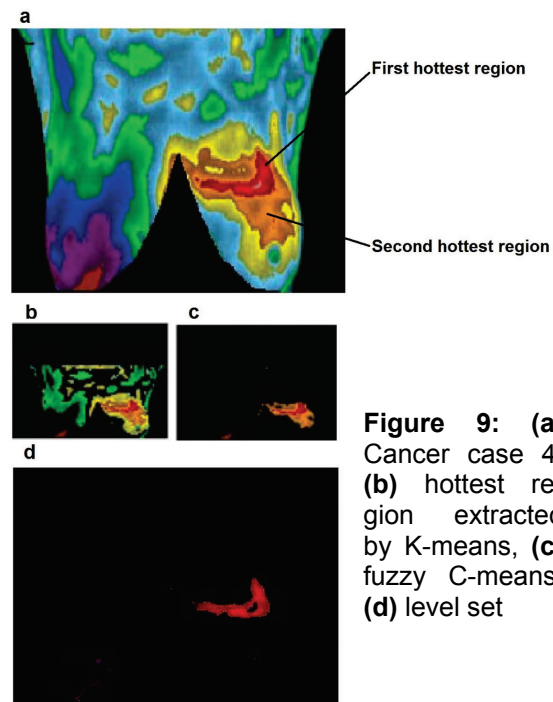 a
First hottest region
Second hottest region
b
c
d
Figure 9: (a
Cancer case 4
(b) hottest re
gion extracted
by K-means, (c
fuzzy C-means
(d) level set